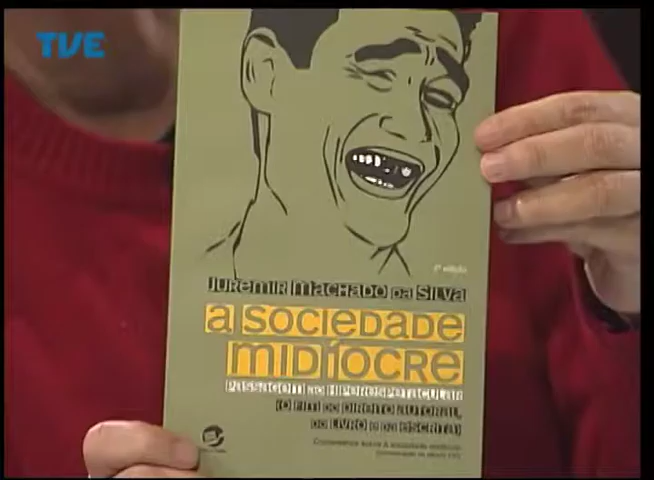 TVE
2ª edição
JUREMIR MACHADO DA SILVA
A SOCIEDADE
MIDÍOCRE
PASSAGEM AO HIPERESPETACULAR
(O FIM DO DIREITO AUTORAL,
DO LIVRO E DA ESCRITA)